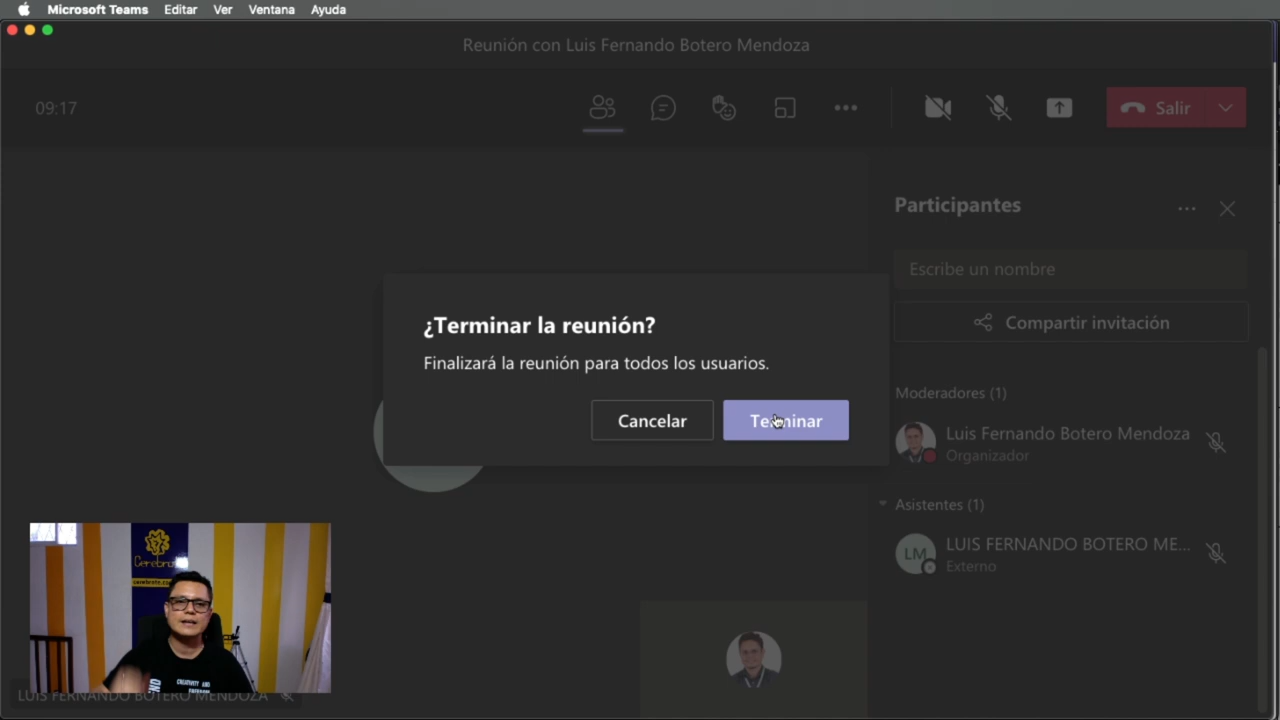 Microsoft Teams Editar Ver Ventana Ayuda
Reunión con Luis Fernando Botero Mendoza
09:17
Salir
Participantes
Escribe un nombre
Compartir invitación
¿Terminar la reunión?
Finalizará la reunión para todos los usuarios.
Cancelar
Terminar
Moderadores (1)
Luis Fernando Botero Mendoza
Organizador
Asistentes (1)
LM
LUIS FERNANDO BOTERO ME...
Externo
LUIS FERNANDO BOTERO MENDOZA